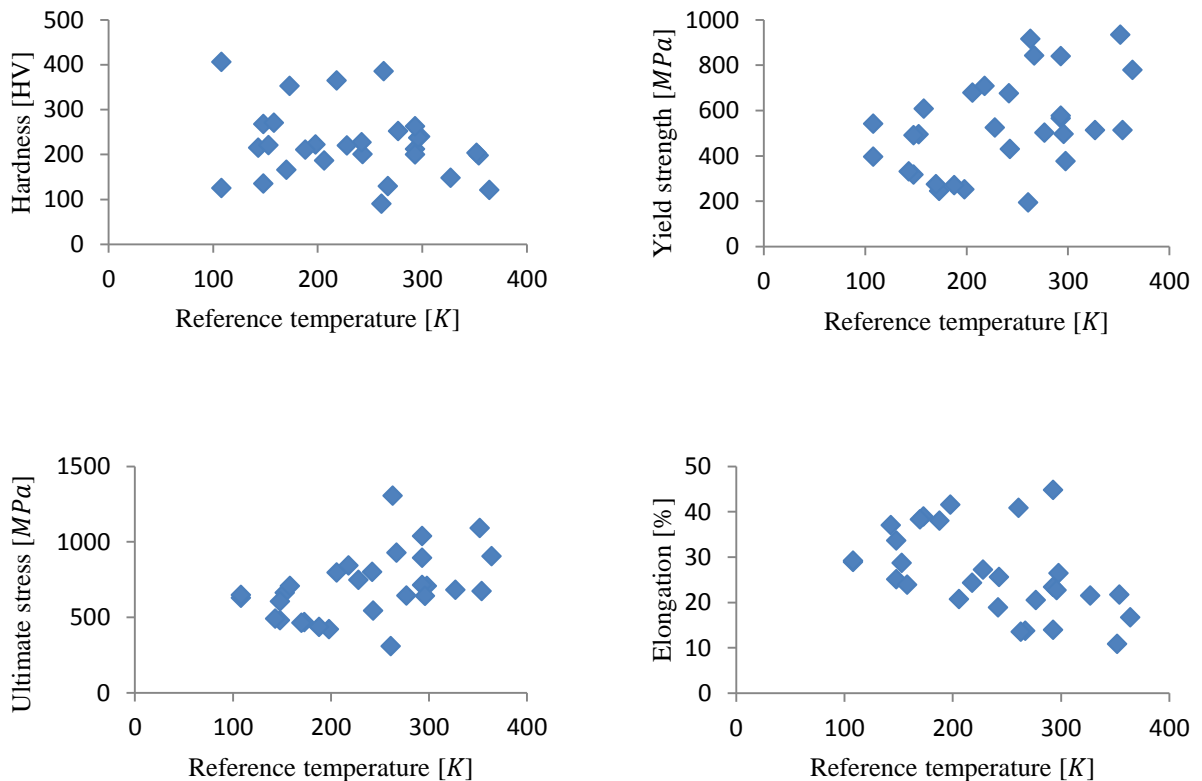 Hardness [HV]
500
400
300
200
100
0
0 100 200 300 400
Reference temperature [K]
Yield strength [MPa]
1000
800
600
400
200
0
0 100 200 300 400
Reference temperature [K]
Ultimate stress [MPa]
1500
1000
500
0
0 100 200 300 400
Reference temperature [K]
Elongation [%]
50
40
30
20
10
0
0 100 200 300 400
Reference temperature [K]